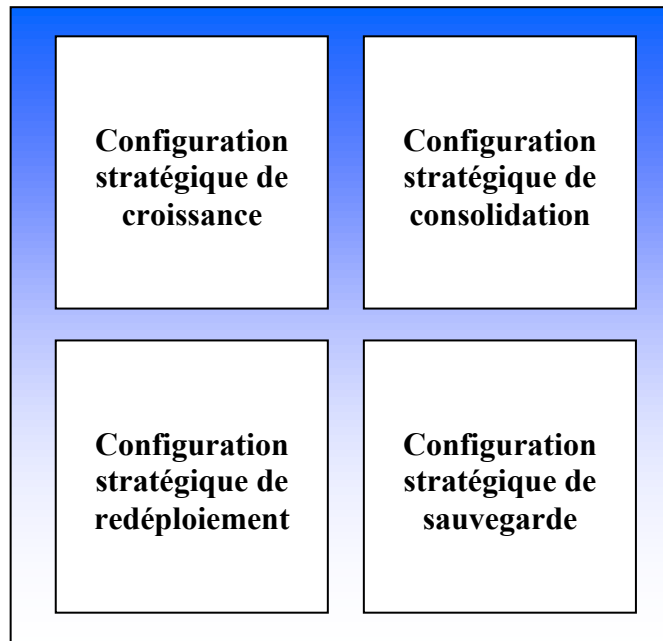 Configuration
stratégique de
croissance
Configuration
stratégique de
consolidation
Configuration
stratégique de
redéploiement
Configuration
stratégique de
sauvegarde